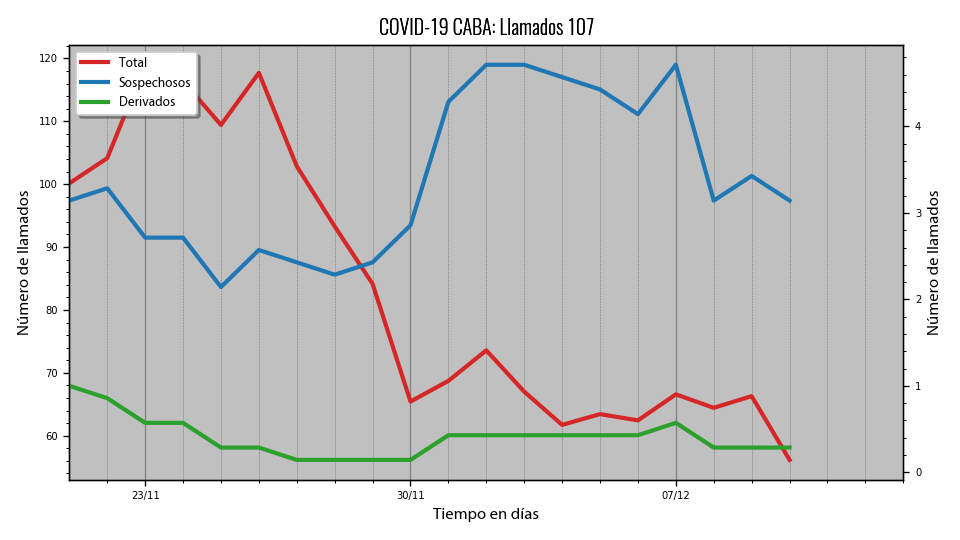 COVID-19 CABA: Llamados 107
Total
Sospechosos
Derivados
Número de llamados
120
110
100
90
80
70
60
4
3
2
1
0
Número de llamados
23/11
30/11
07/12
Tiempo en días